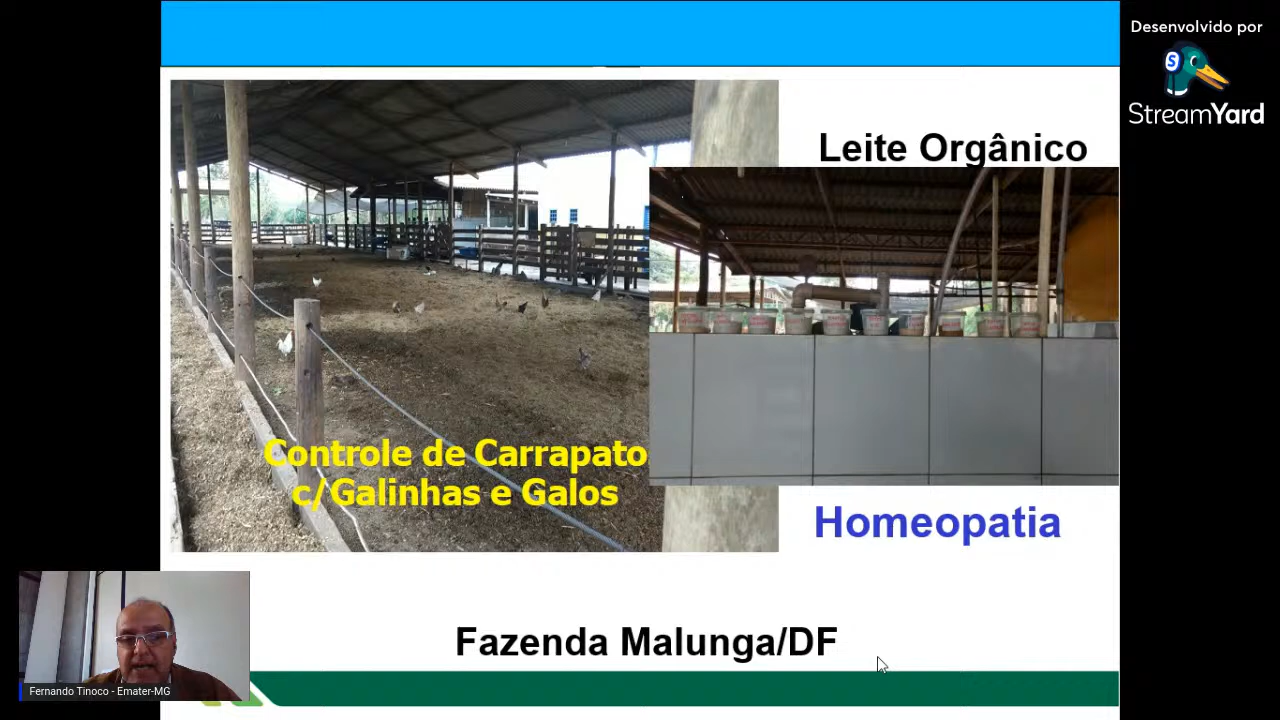 Desenvolvido por
StreamYard
Leite Orgânico
Controle de Carrapato
c/Galinhas e Galos
Homeopatia
Fazenda Malunga/DF
Fernando Tinoco - Emater-MG